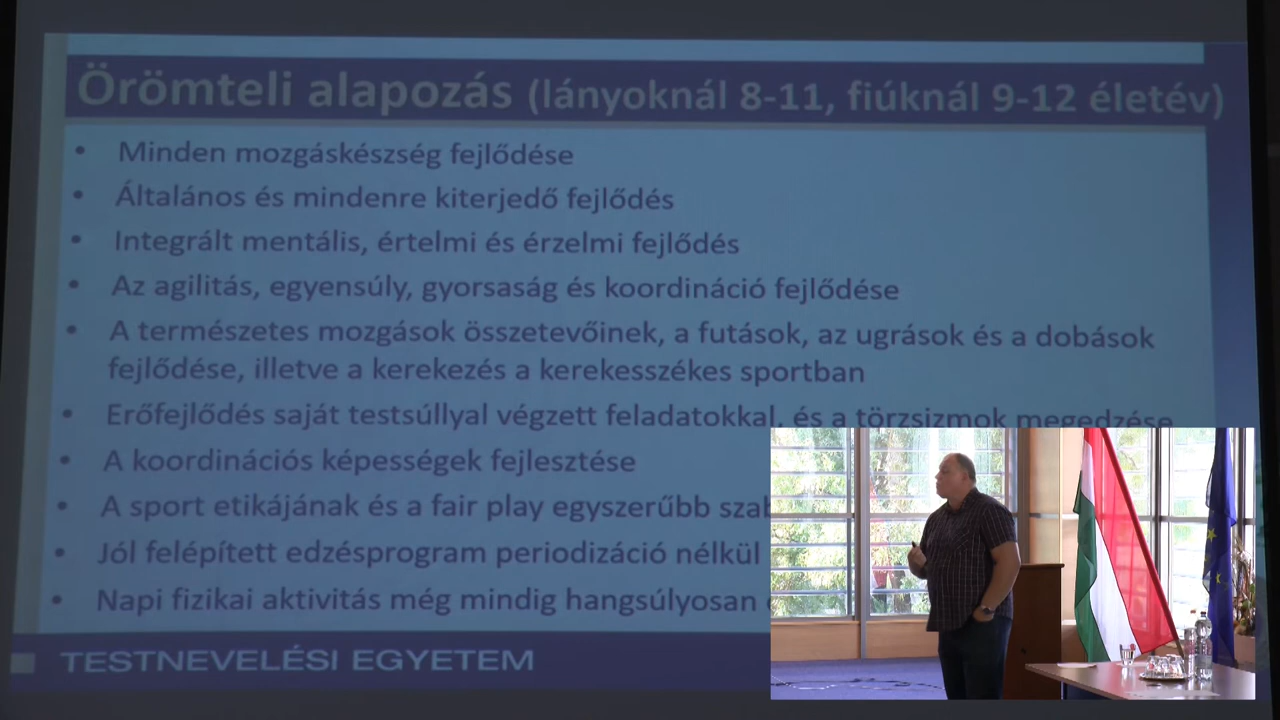 Örömteli alapozás (lányoknál 8-11, fiúknál 9-12 életév)
• Minden mozgáskészség fejlődése
• Általános és mindenre kiterjedő fejlődés
• Integrált mentális, értelmi és érzelmi fejlődés
• Az agilitás, egyensúly, gyorsaság és koordináció fejlődése
• A természetes mozgások összetevőinek, a futások, az ugrások és a dobások
fejlődése, illetve a kerekezés a kerekesszékes sportban
• Erőfejlődés saját testsúllyal végzett feladatokkal, és a törzsizmok megedzése
• A koordinációs képességek fejlesztése
• A sport etikájának és a fair play egyszerűbb
• Jól felépített edzésprogram periodizáció nélkül
• Napi fizikai aktivitás még mindig hangsúlyosan
TESTNEVELÉSI EGYETEM